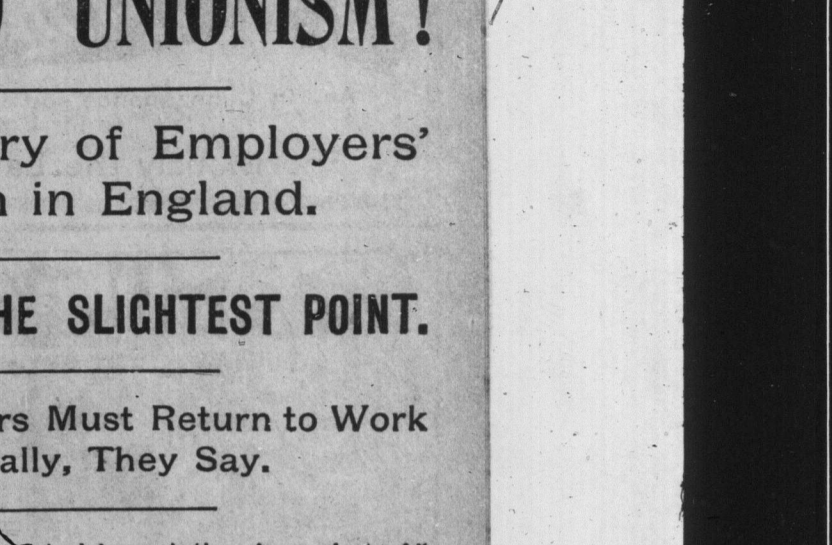 UNIONISM!
ry of Employers'
n in England.
HE SLIGHTEST POINT.
rs Must Return to Work
ally, They Say.